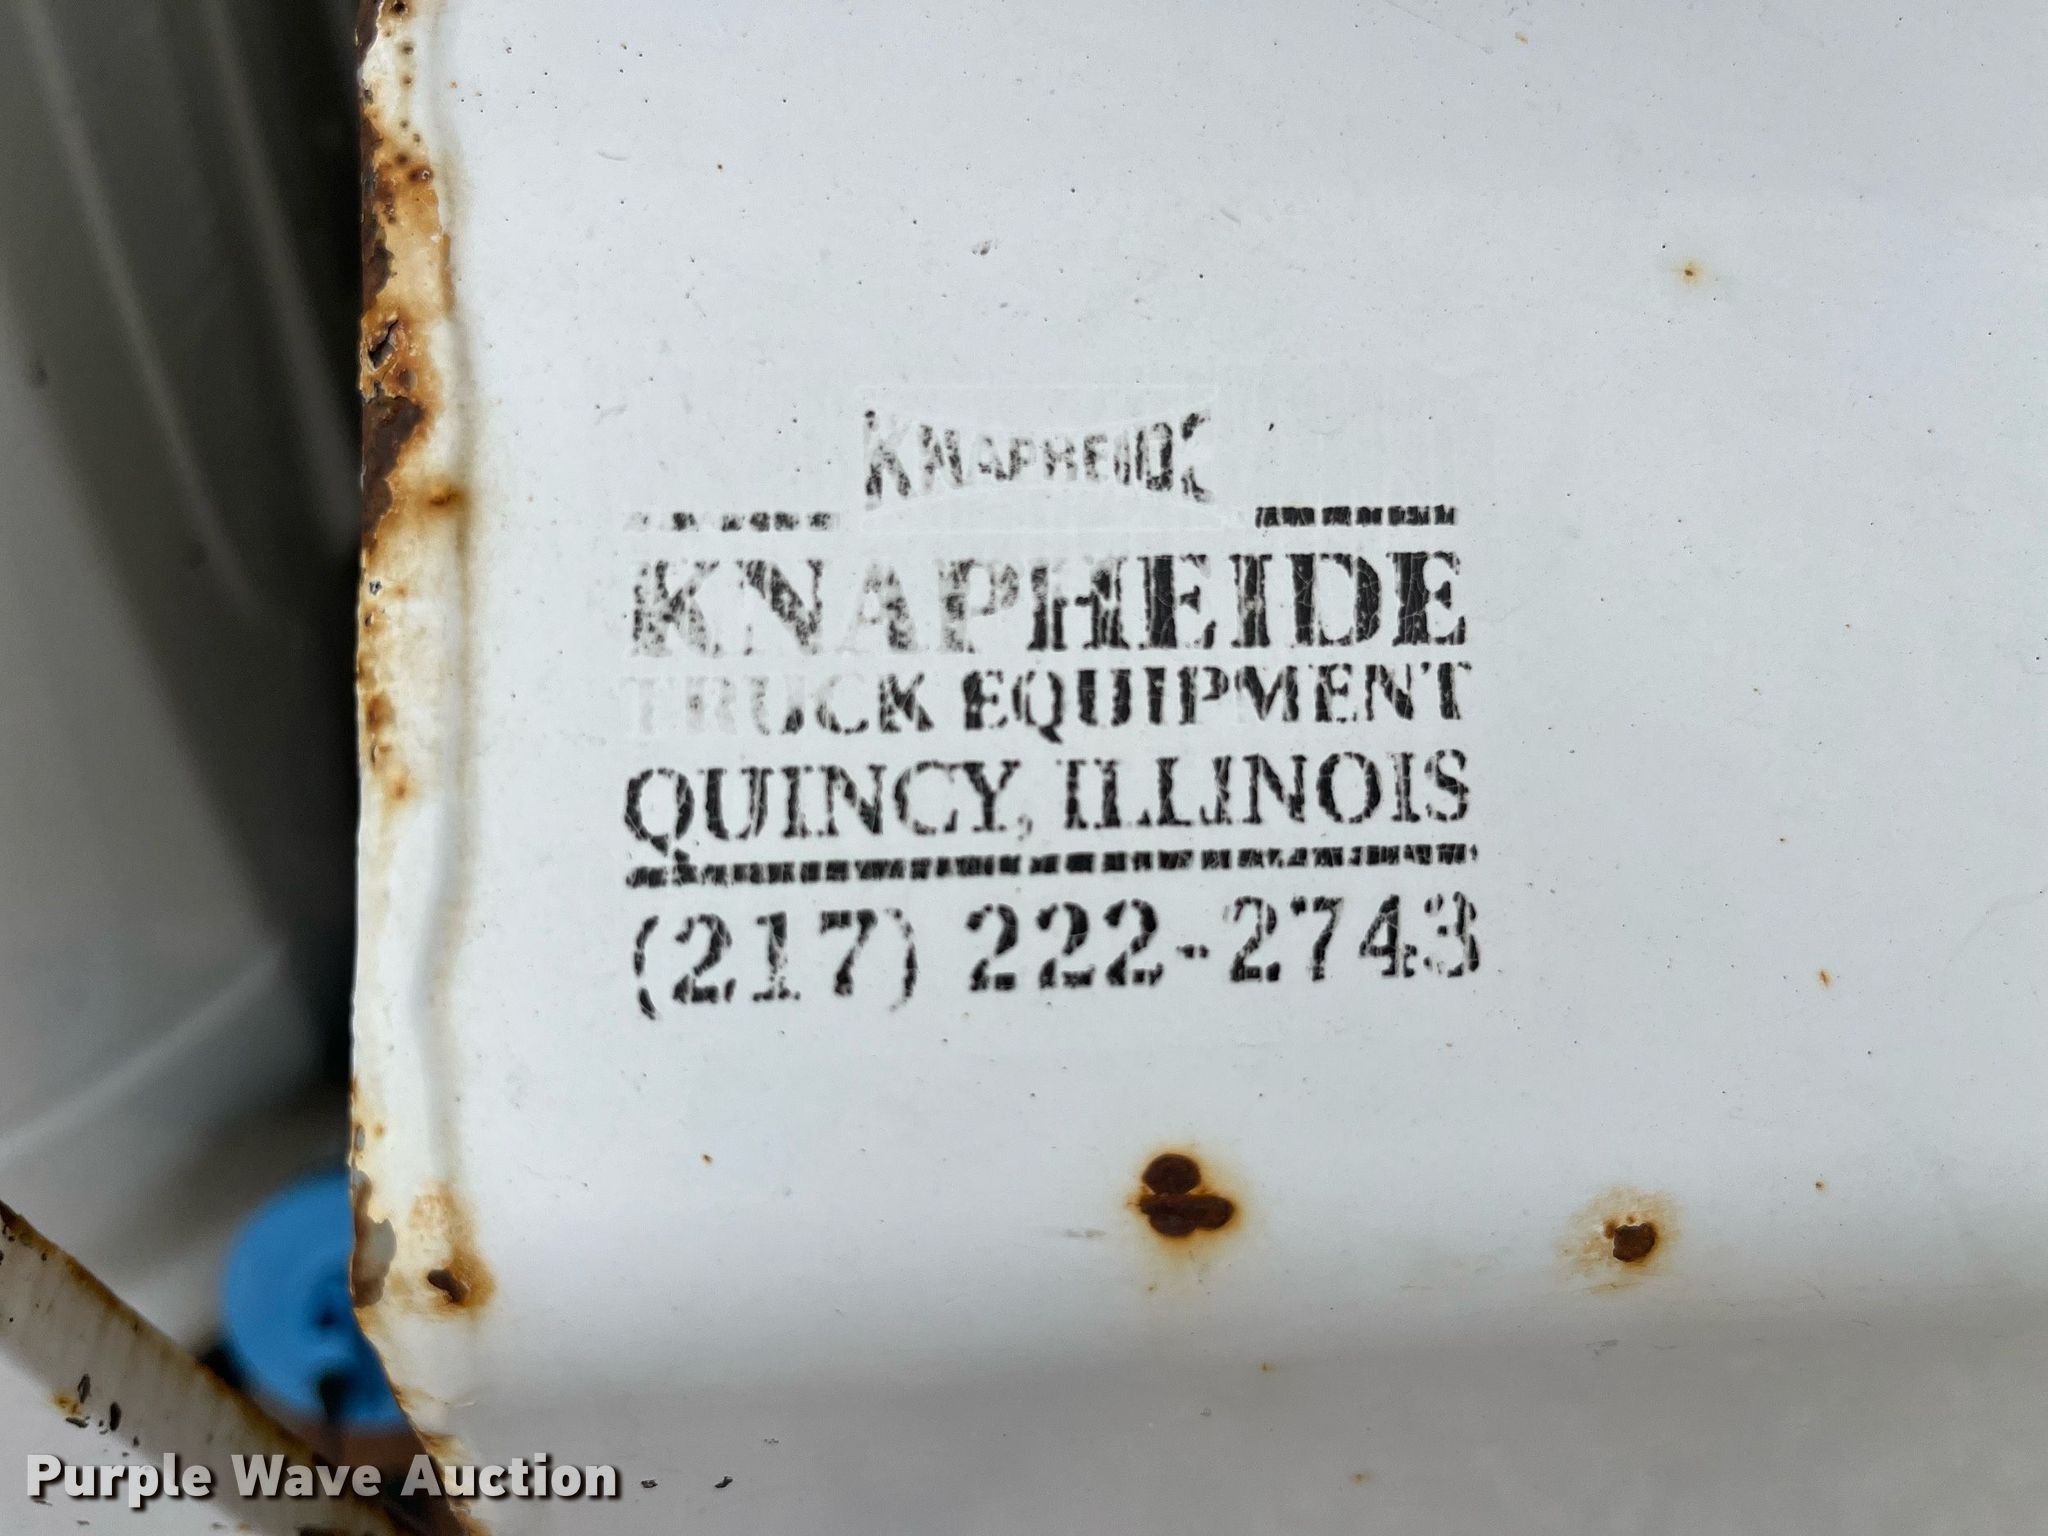 KNAPHEIDE
KNAPHEIDE
TRUCK EQUIPMENT
QUINCY, ILLINOIS
(217) 222-2743
Purple Wave Auction